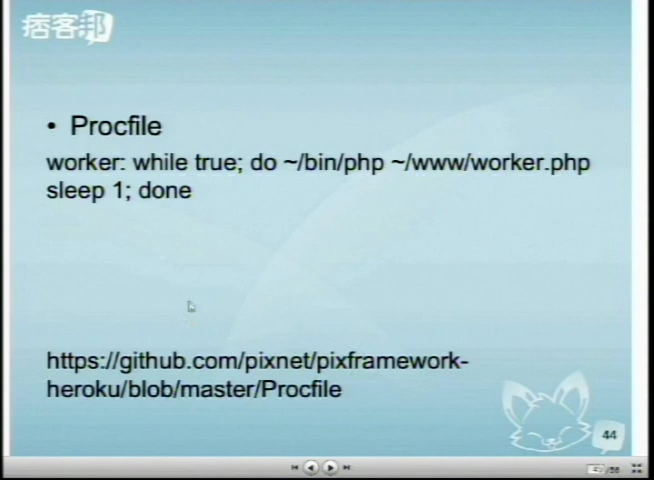 痞客邦
• Procfile
worker: while true; do ~/bin/php ~/www/worker.php
sleep 1; done
https://github.com/pixnet/pixframework-
heroku/blob/master/Procfile
44
/56